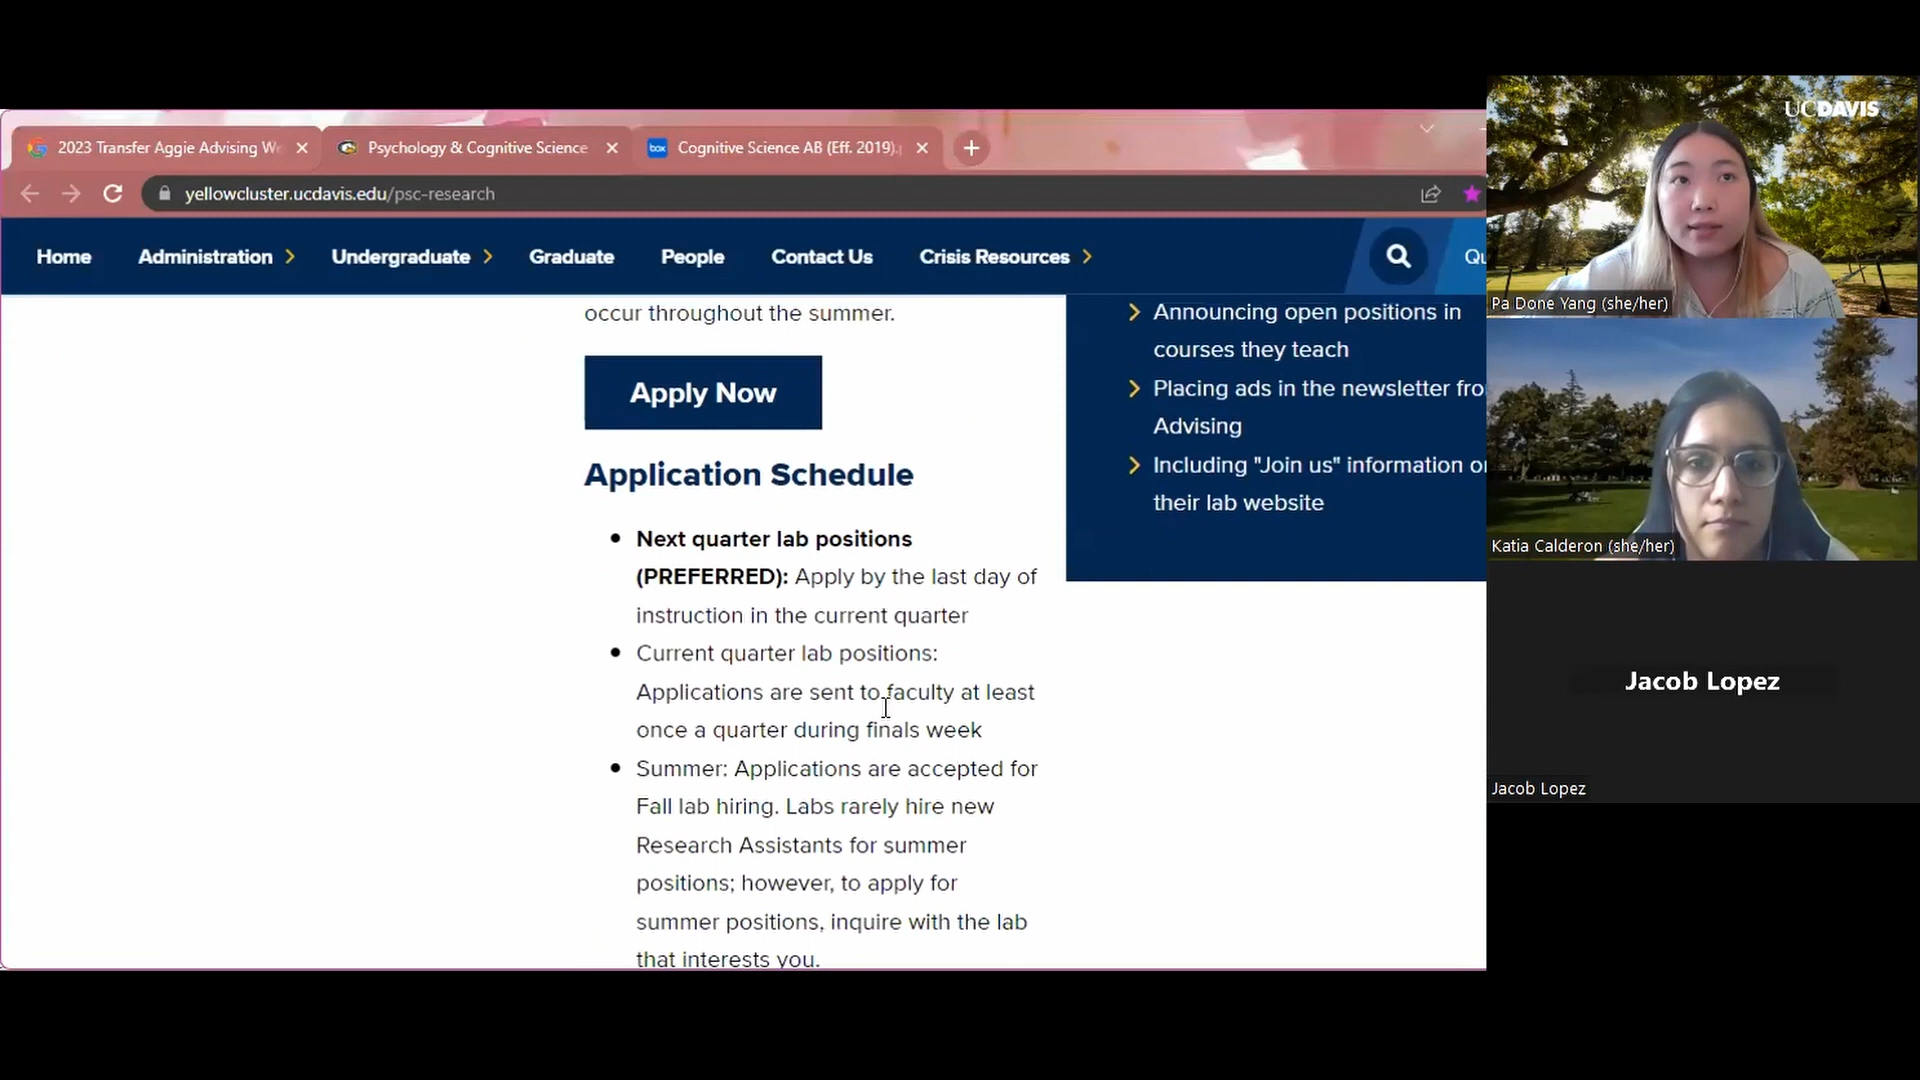 2023 Transfer Aggie Advising We
Psychology & Cognitive Science
box
Cognitive Science AB (Eff. 2019).
yellowcluster.ucdavis.edu/psc-research
Home
Administration
Undergraduate
Graduate
People
Contact Us
Crisis Resources
Qu
occur throughout the summer.
Apply Now
Application Schedule
Next quarter lab positions
(PREFERRED): Apply by the last day of
instruction in the current quarter
Current quarter lab positions:
Applications are sent to faculty at least
once a quarter during finals week
Summer: Applications are accepted for
Fall lab hiring. Labs rarely hire new
Research Assistants for summer
positions; however, to apply for
summer positions, inquire with the lab
that interests you.
Announcing open positions in
courses they teach
Placing ads in the newsletter fro
Advising
Including "Join us" information o
their lab website
UCDAVIS
Pa Done Yang (she/her)
Katia Calderon (she/her)
Jacob Lopez
Jacob Lopez